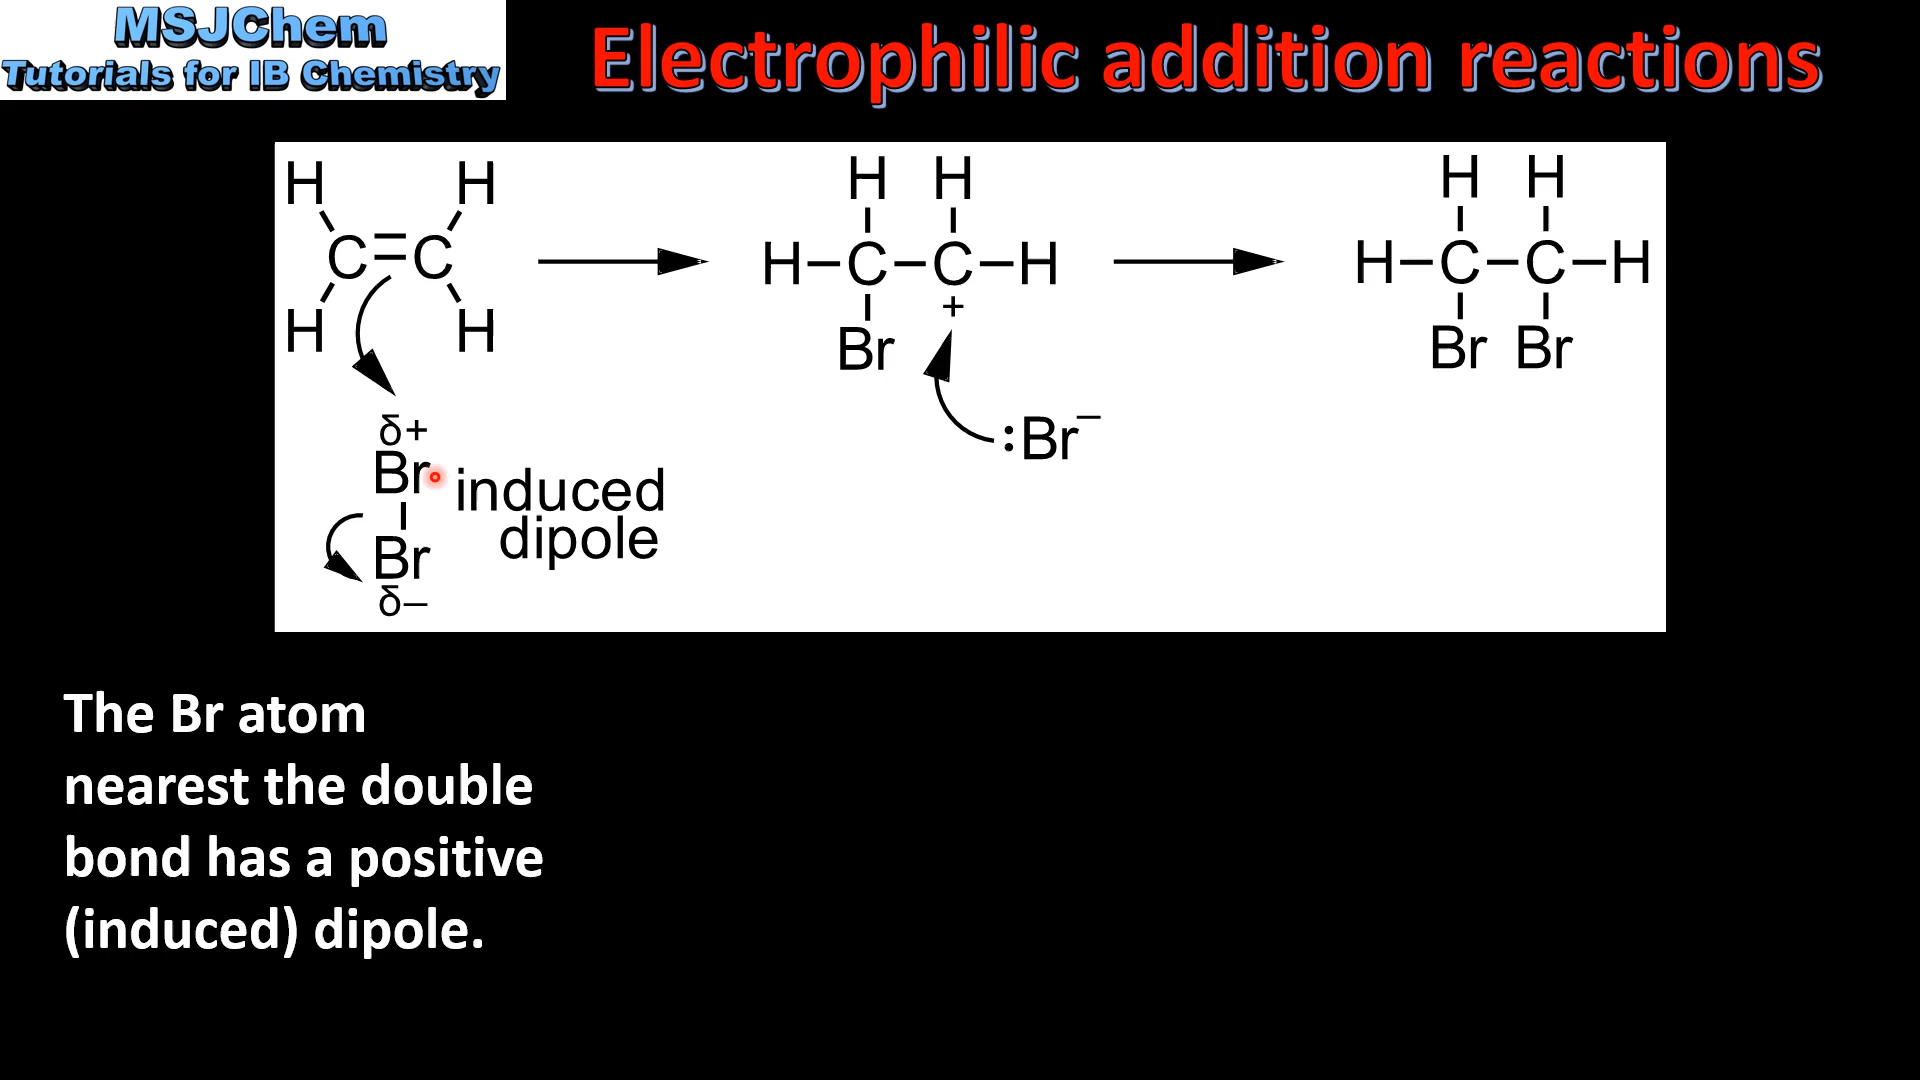 MSJChem
Tutorials for IB Chemistry
Electrophilic addition reactions
H H
C=C
H H
δ+
Br
Br
δ–
induced
dipole
H H
H–C–C–H
+
Br
:Br–
H H
H–C–C–H
Br Br
The Br atom
nearest the double
bond has a positive
(induced) dipole.